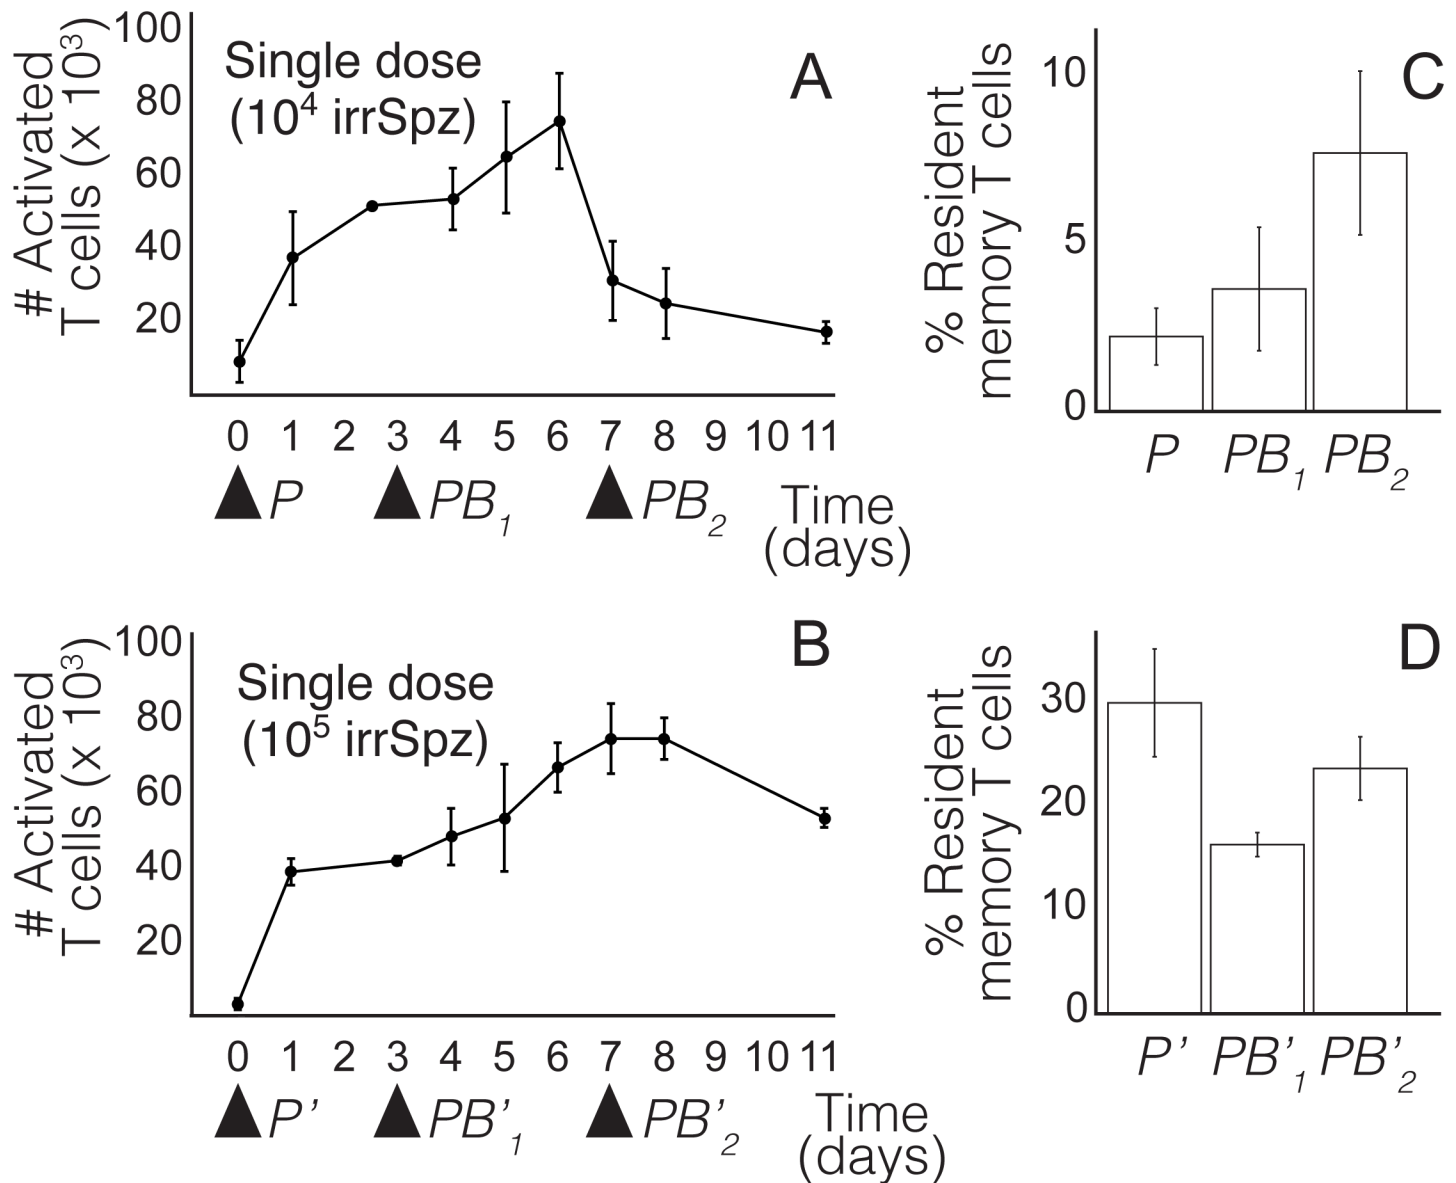 # Activated
T cells (x 10³)
100
80
60
40
20
Single dose
(10⁴ irrSpz)
A
0 1 2 3 4 5 6 7 8 9 10 11
P PB₁ PB₂
Time
(days)
% Resident
memory T cells
10
5
0
C
P PB₁ PB₂
# Activated
T cells (x 10³)
100
80
60
40
20
Single dose
(10⁵ irrSpz)
B
0 1 2 3 4 5 6 7 8 9 10 11
P’ PB’₁ PB’₂
Time
(days)
% Resident
memory T cells
30
20
10
0
D
P’ PB’₁ PB’₂